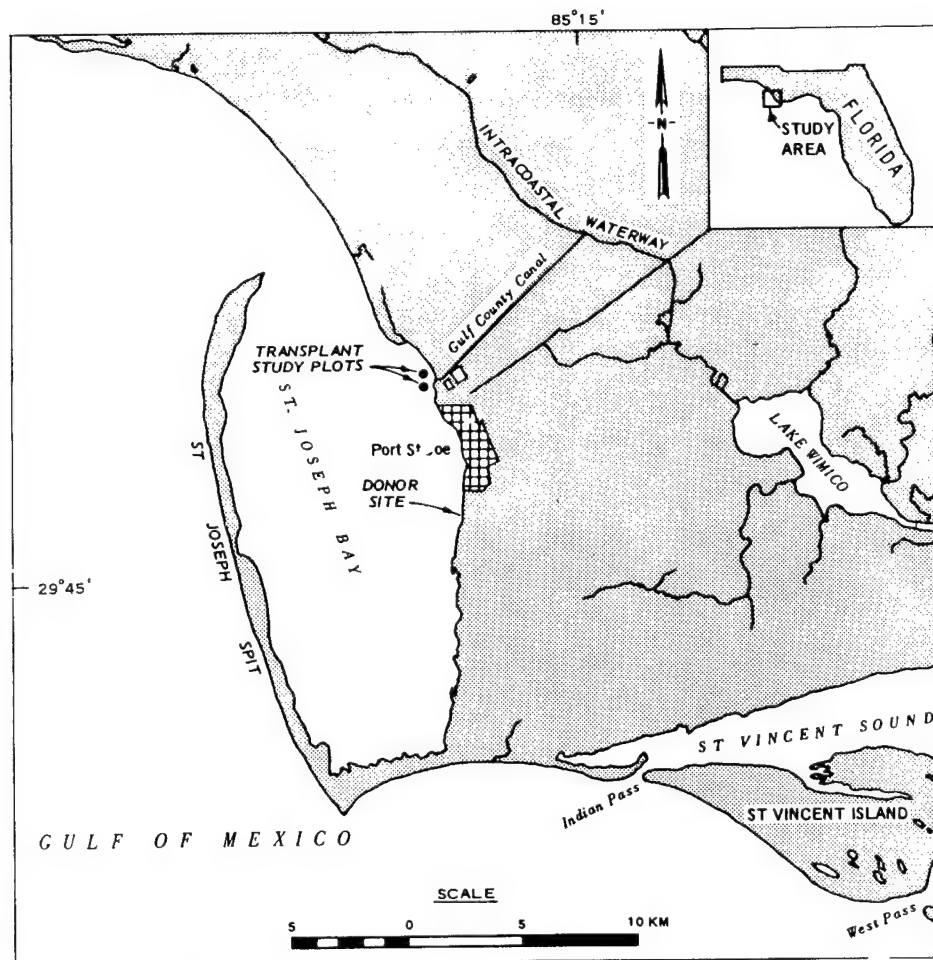 85°15'
N
STUDY
AREA
FLORIDA
INTRACOASTAL
WATERWAY
Gulf County Canal
TRANSPLANT
STUDY PLOTS
ST. JOSEPH BAY
Port St
DONOR
SITE
LAKE WIMICO
ST JOSEPH SPIT
29°45'
ST VINCENT SOUND
Indian Pass
ST VINCENT ISLAND
GULF OF MEXICO
West Pass
SCALE
5 0 5 10 KM